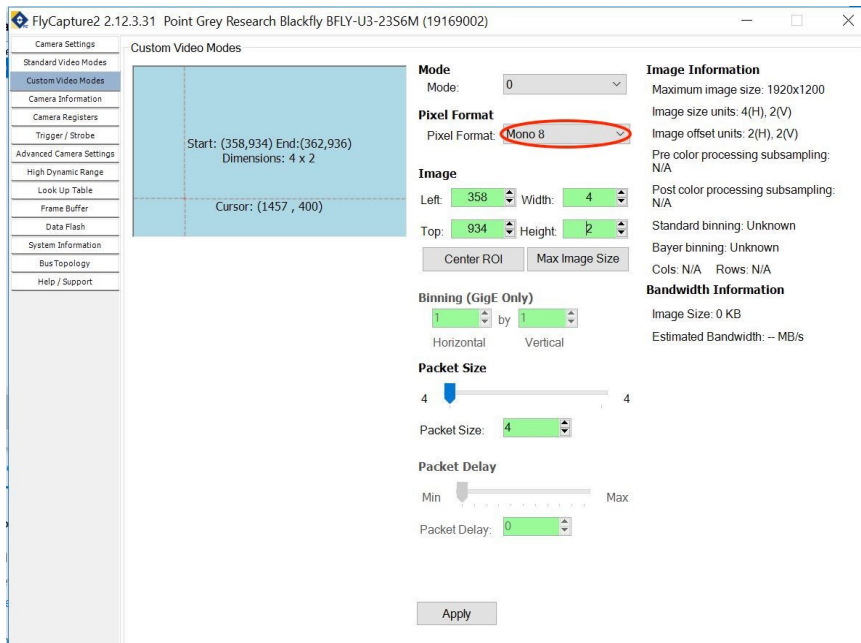 FlyCapture2 2.12.3.31 Point Grey Research Blackfly BFLY-U3-23S6M (19169002)
Camera Settings
Standard Video Modes
Custom Video Modes
Camera Information
Camera Registers
Trigger / Strobe
Advanced Camera Settings
High Dynamic Range
Look Up Table
Frame Buffer
Data Flash
System Information
Bus Topology
Help / Support
Custom Video Modes
Start: (358,934) End:(362,936)
Dimensions: 4 x 2
Cursor: (1457 , 400)
Mode
Mode: 0
Pixel Format
Pixel Format: Mono 8
Image
Left: 358 Width: 4
Top: 934 Height: 2
Center ROI Max Image Size
Binning (GigE Only)
1 by 1
Horizontal Vertical
Packet Size
4 4
Packet Size: 4
Packet Delay
Min Max
Packet Delay: 0
Apply
Image Information
Maximum image size: 1920x1200
Image size units: 4(H), 2(V)
Image offset units: 2(H), 2(V)
Pre color processing subsampling:
N/A
Post color processing subsampling:
N/A
Standard binning: Unknown
Bayer binning: Unknown
Cols: N/A Rows: N/A
Bandwidth Information
Image Size: 0 KB
Estimated Bandwidth: -- MB/s